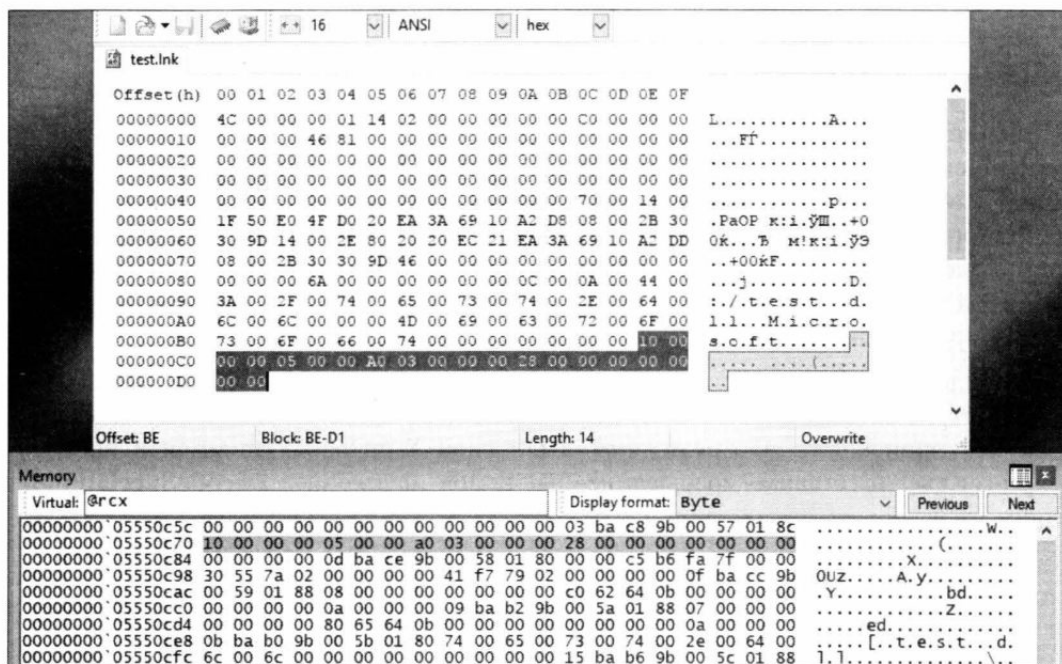 16 ANSI hex
test.lnk
Offset(h) 00 01 02 03 04 05 06 07 08 09 0A 0B 0C 0D 0E 0F
00000000 4C 00 00 00 01 14 02 00 00 00 00 00 C0 00 00 00 L...........A...
00000010 00 00 00 46 81 00 00 00 00 00 00 00 00 00 00 00 ...FЃ............
00000020 00 00 00 00 00 00 00 00 00 00 00 00 00 00 00 00 ................
00000030 00 00 00 00 00 00 00 00 00 00 00 00 00 00 00 00 ................
00000040 00 00 00 00 00 00 00 00 00 00 00 00 70 00 14 00 ............p...
00000050 1F 50 E0 4F D0 20 EA 3A 69 10 A2 D8 08 00 2B 30 .PаОР к:i.ўШ..+0
00000060 30 9D 14 00 2E 80 20 20 EC 21 EA 3A 69 10 A2 DD 0ќ...Ђ  м!к:i.ўЭ
00000070 08 00 2B 30 30 9D 46 00 00 00 00 00 00 00 00 00 ..+00ќF.........
00000080 00 00 00 6A 00 00 00 00 00 00 0C 00 0A 00 44 00 ...j..........D.
00000090 3A 00 2F 00 74 00 65 00 73 00 74 00 2E 00 64 00 :./.t.e.s.t...d.
000000A0 6C 00 6C 00 00 00 4D 00 69 00 63 00 72 00 6F 00 l.l...M.i.c.r.o.
000000B0 73 00 6F 00 66 00 74 00 00 00 00 00 00 00 10 00 s.o.f.t.........
000000C0 00 00 05 00 00 A0 03 00 00 00 28 00 00 00 00 00 ..... ....(.....
000000D0 00 00 ..
Offset: BE Block: BE-D1 Length: 14 Overwrite
Memory
Virtual: @rcx Display format: Byte Previous Next
00000000`05550c5c 00 00 00 00 00 00 00 00 00 00 00 00 03 ba c8 9b 00 57 01 8c .................W..
00000000`05550c70 10 00 00 00 05 00 00 a0 03 00 00 00 28 00 00 00 00 00 00 00 ............(.......
00000000`05550c84 00 00 00 00 0d ba ce 9b 00 58 01 80 00 00 c5 b6 fa 7f 00 00 .........X..........
00000000`05550c98 30 55 7a 02 00 00 00 00 41 f7 79 02 00 00 00 00 0f ba cc 9b 0Uz.....A.y.........
00000000`05550cac 00 59 01 88 08 00 00 00 00 00 00 00 c0 62 64 0b 00 00 00 00 .Y...........bd.....
00000000`05550cc0 00 00 00 00 0a 00 00 00 09 ba b2 9b 00 5a 01 88 07 00 00 00 .............Z......
00000000`05550cd4 00 00 00 00 80 65 64 0b 00 00 00 00 00 00 00 00 0a 00 00 00 .....ed.............
00000000`05550ce8 0b ba b0 9b 00 5b 01 80 74 00 65 00 73 00 74 00 2e 00 64 00 .....[..t.e.s.t...d.
00000000`05550cfc 6c 00 6c 00 00 00 00 00 00 00 00 00 15 ba b6 9b 00 5c 01 88 l.l..............\..